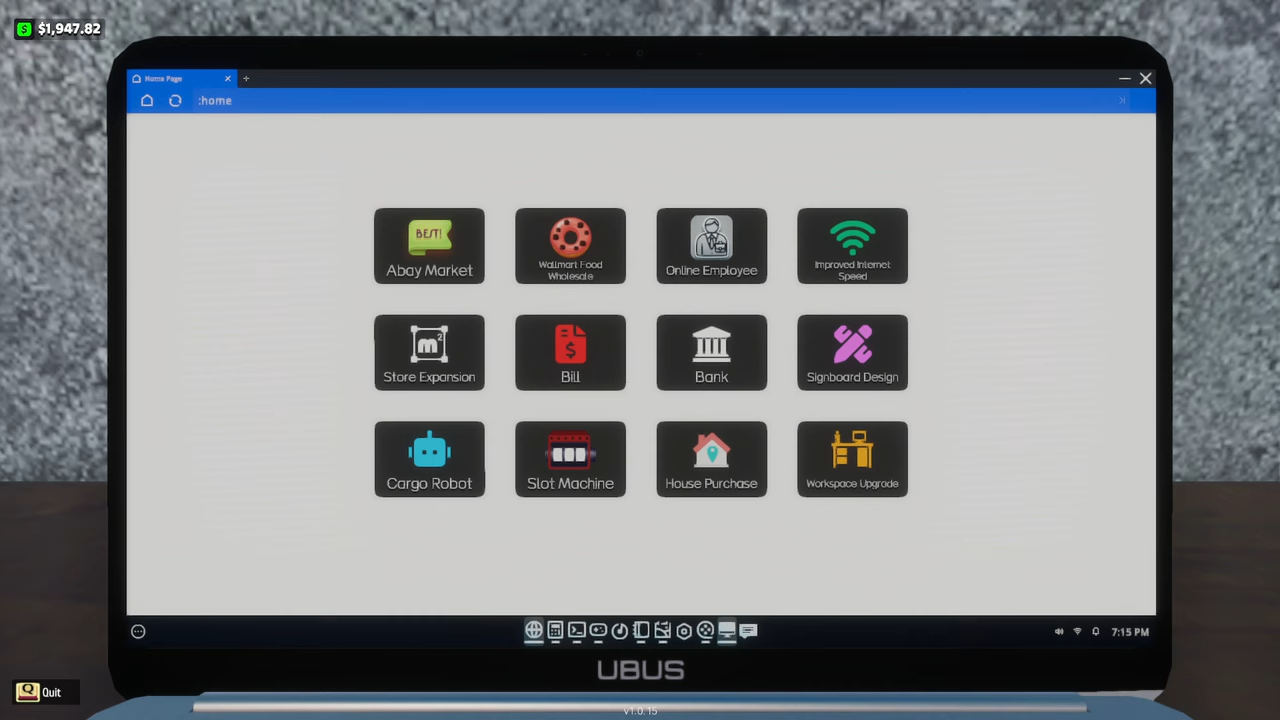 $ $1,947.82
Home Page
:home
BEST!
Abay Market
Wallmart Food
Wholesale
Online Employee
Improved Internet
Speed
m²
Store Expansion
$
Bill
Bank
Signboard Design
Cargo Robot
Slot Machine
House Purchase
Workspace Upgrade
7:15 PM
UBUS
Q Quit
v1.0.15